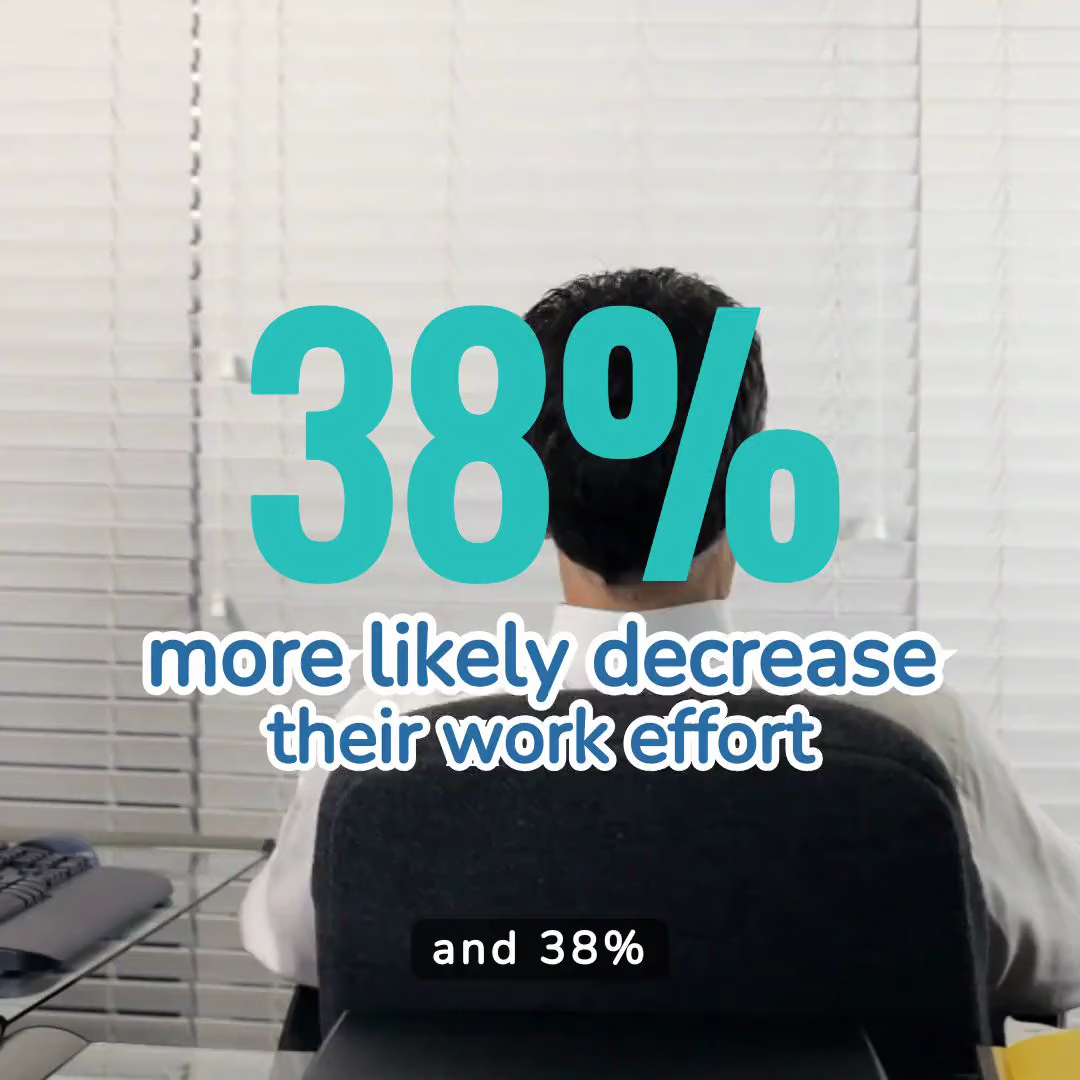 38%
more likely decrease
their work effort
and 38%